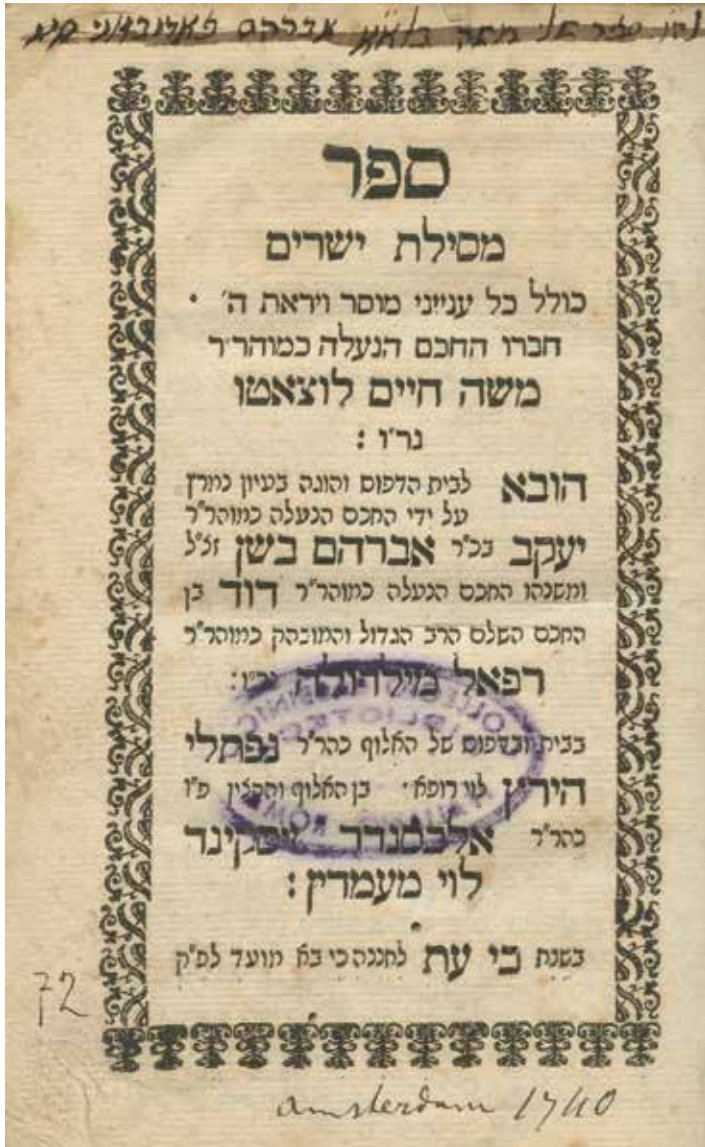 ספר
מסילת ישרים
כולל כל ענייני מוסר ויראת ה׳ •
חברו החכם הנעלה כמוהר״ר
משה חיים לוצאטו
נר״ו :
הובא לבית הדפוס והוגה בעיון נמרץ
על ידי החכם הנעלה כמוהר״ר
יעקב בכ״ר אברהם בשן זל״ל
ומשנהו החכם הנעלה כמוהר״ר דוד בן
החכם השלם הרב הגדול והמובהק כמוהר״ר
רפאל מילדולה נר״ו:
בבית ובדפוס של האלוף כהר״ר נפתלי
הירץ לוי רופא • בן האלוף והקצין פ״ו
כהר״ר אלכסנדר זיסקינד
לוי מעמדין :
בשנת כי עת לחננה כי בא מועד לפ״ק
72
Amsterdam 1740